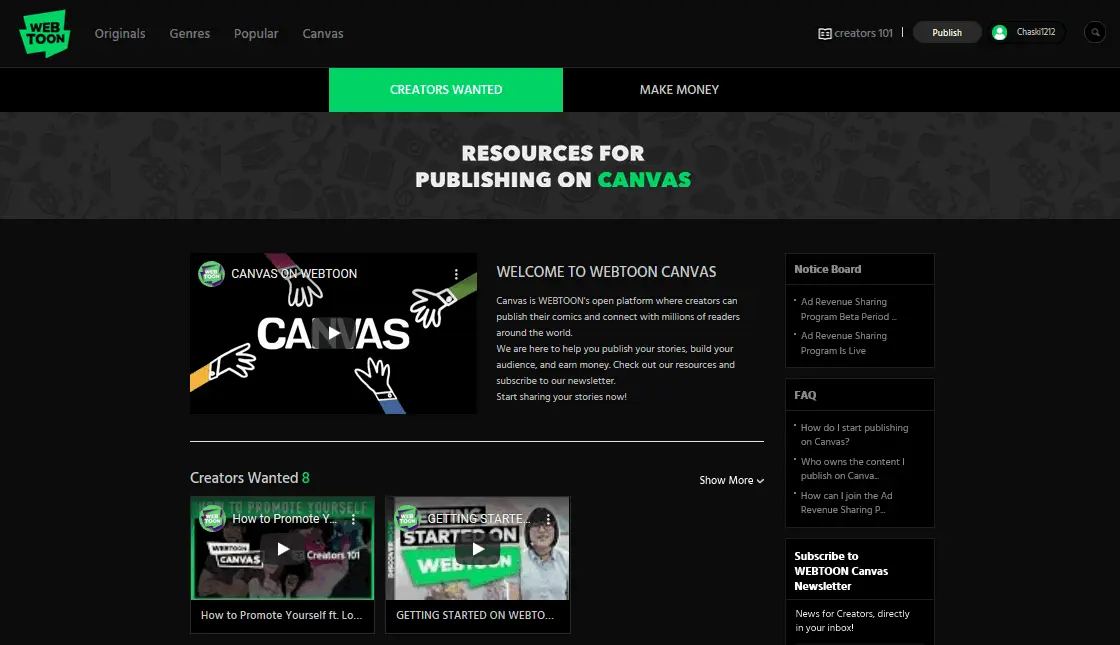 WEB
TOON
Originals
Genres
Popular
Canvas
creators 101
Publish
Chaski1212
CREATORS WANTED
MAKE MONEY
RESOURCES FOR
PUBLISHING ON CANVAS
CANVAS ON WEBTOON
CANVAS
WELCOME TO WEBTOON CANVAS
Canvas is WEBTOON's open platform where creators can
publish their comics and connect with millions of readers
around the world.
We are here to help you publish your stories, build your
audience, and earn money. Check out our resources and
subscribe to our newsletter.
Start sharing your stories now!
Notice Board
Ad Revenue Sharing
Program Beta Period ...
Ad Revenue Sharing
Program Is Live
FAQ
How do I start publishing
on Canvas?
Who owns the content I
publish on Canva...
How can I join the Ad
Revenue Sharing P...
Creators Wanted 8
Show More
HOW TO PROMOTE YOURSELF
How to Promote Y...
WEBTOON
CANVAS
Creators 101
How to Promote Yourself ft. Lo...
GETTING STARTE...
STARTED ON
WEBTOON
GETTING STARTED ON WEBTO...
Subscribe to
WEBTOON Canvas
Newsletter
News for Creators, directly
in your inbox!